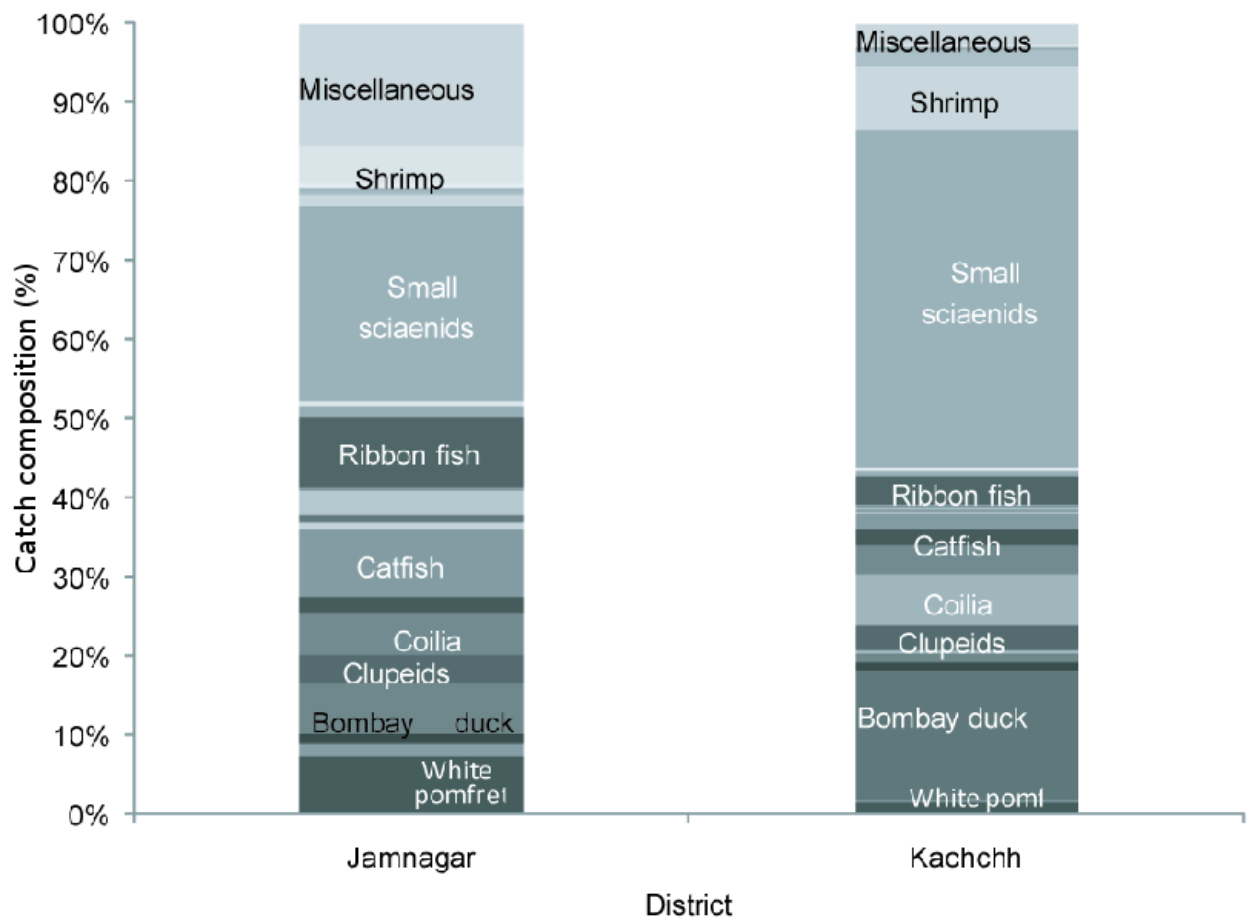 Catch composition (%)
100%
90%
80%
70%
60%
50%
40%
30%
20%
10%
0%
Miscellaneous
Shrimp
Small
sciaenids
Ribbon fish
Catfish
Coilia
Clupeids
Bombay duck
White
pomfret
Miscellaneous
Shrimp
Small
sciaenids
Ribbon fish
Catfish
Coilia
Clupeids
Bombay duck
White pomf
Jamnagar
Kachchh
District